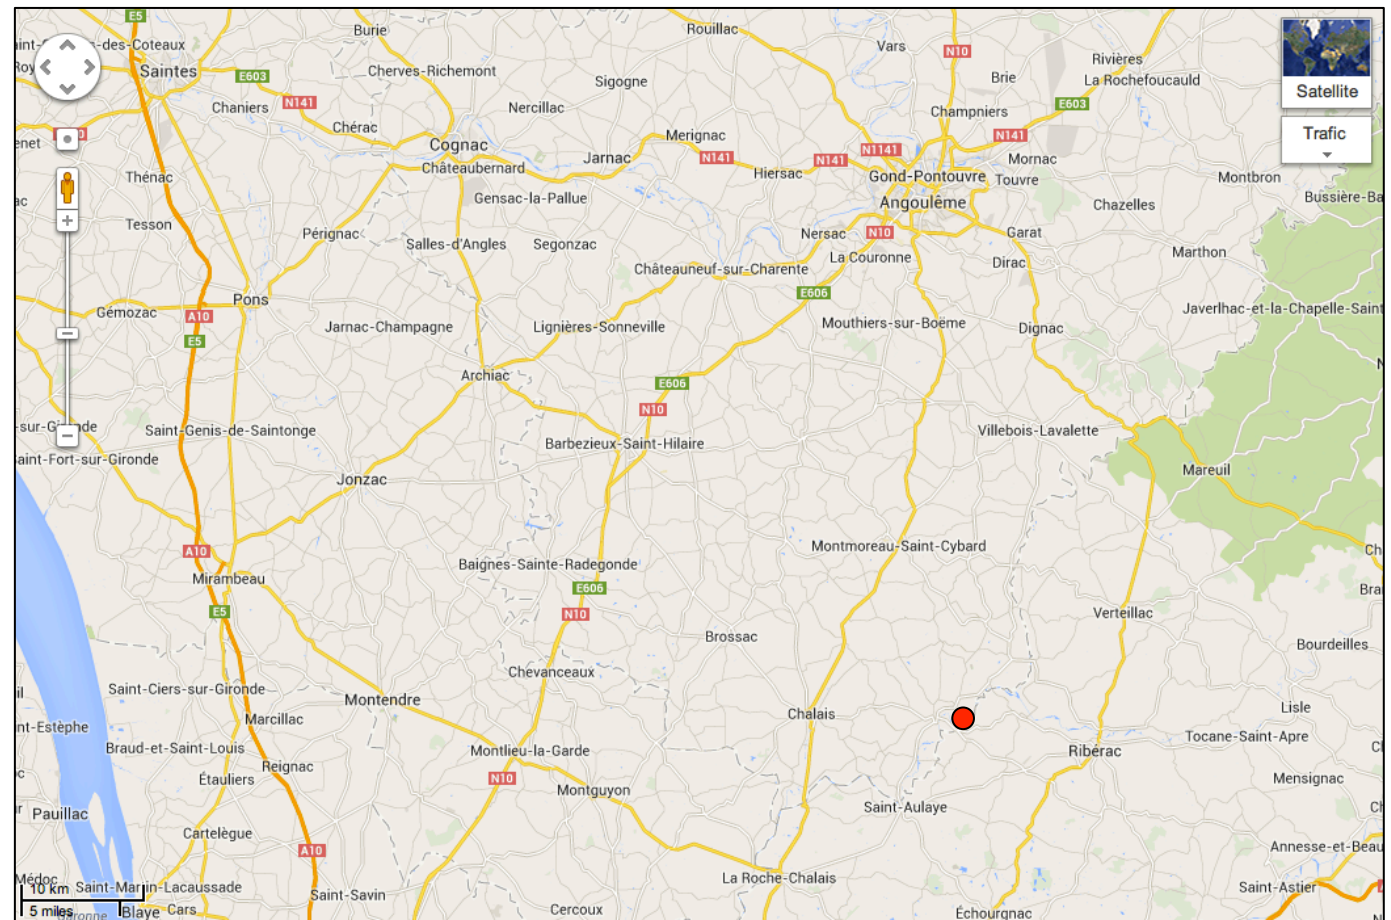 E5
Burie
Rouillac
Vars
N10
Rivières
Satellite
Saintes
E603
Cherves-Richemont
Sigogne
Brie
La Rochefoucauld
Chaniers
N141
Nercillac
Champniers
E603
Trafic
Chérac
Cognac
Merignac
N1141
N141
Châteaubernard
Jarnac
N141
Hiersac
N141
Mornac
Thénac
Gensac-la-Pullue
Gond-Pontouvre
Touvre
Montbron
Angoulême
Chazelles
Bussière-Ba
Tesson
Pérignac
Salles-d'Angles
Segonzac
Nersac
N10
Garat
Marthon
Châteauneuf-sur-Charente
La Couronne
Dirac
Pons
E606
Gémozac
A10
Javerlhac-et-la-Chapelle-Saint
Jarnac-Champagne
Lignières-Sonneville
Mouthiers-sur-Boëme
Dignac
E5
Archiac
E606
N10
Saint-Genis-de-Saintonge
Barbezieux-Saint-Hilaire
Villebois-Lavalette
aint-Fort-sur-Gironde
Jonzac
Mareuil
A10
Montmoreau-Saint-Cybard
Ch
Mirambeau
Baignes-Sainte-Radegonde
E606
Bra
E5
N10
Verteillac
Brossac
Bourdeilles
Chevanceaux
Saint-Ciers-sur-Gironde
Montendre
Lisle
nt-Estèphe
Marcillac
Chalais
Tocane-Saint-Apre
Braud-et-Saint-Louis
Montlieu-la-Garde
Ribérac
Étauliers
Reignac
N10
Mensignac
Montguyon
Pauillac
Saint-Aulaye
Cartelègue
A10
Annesse-et-Beau
Médoc
10 km
Saint-Martin-Lacaussade
Saint-Savin
La Roche-Chalais
Saint-Astier
5 miles
Blaye
Cars
Cercoux
Échourgnac